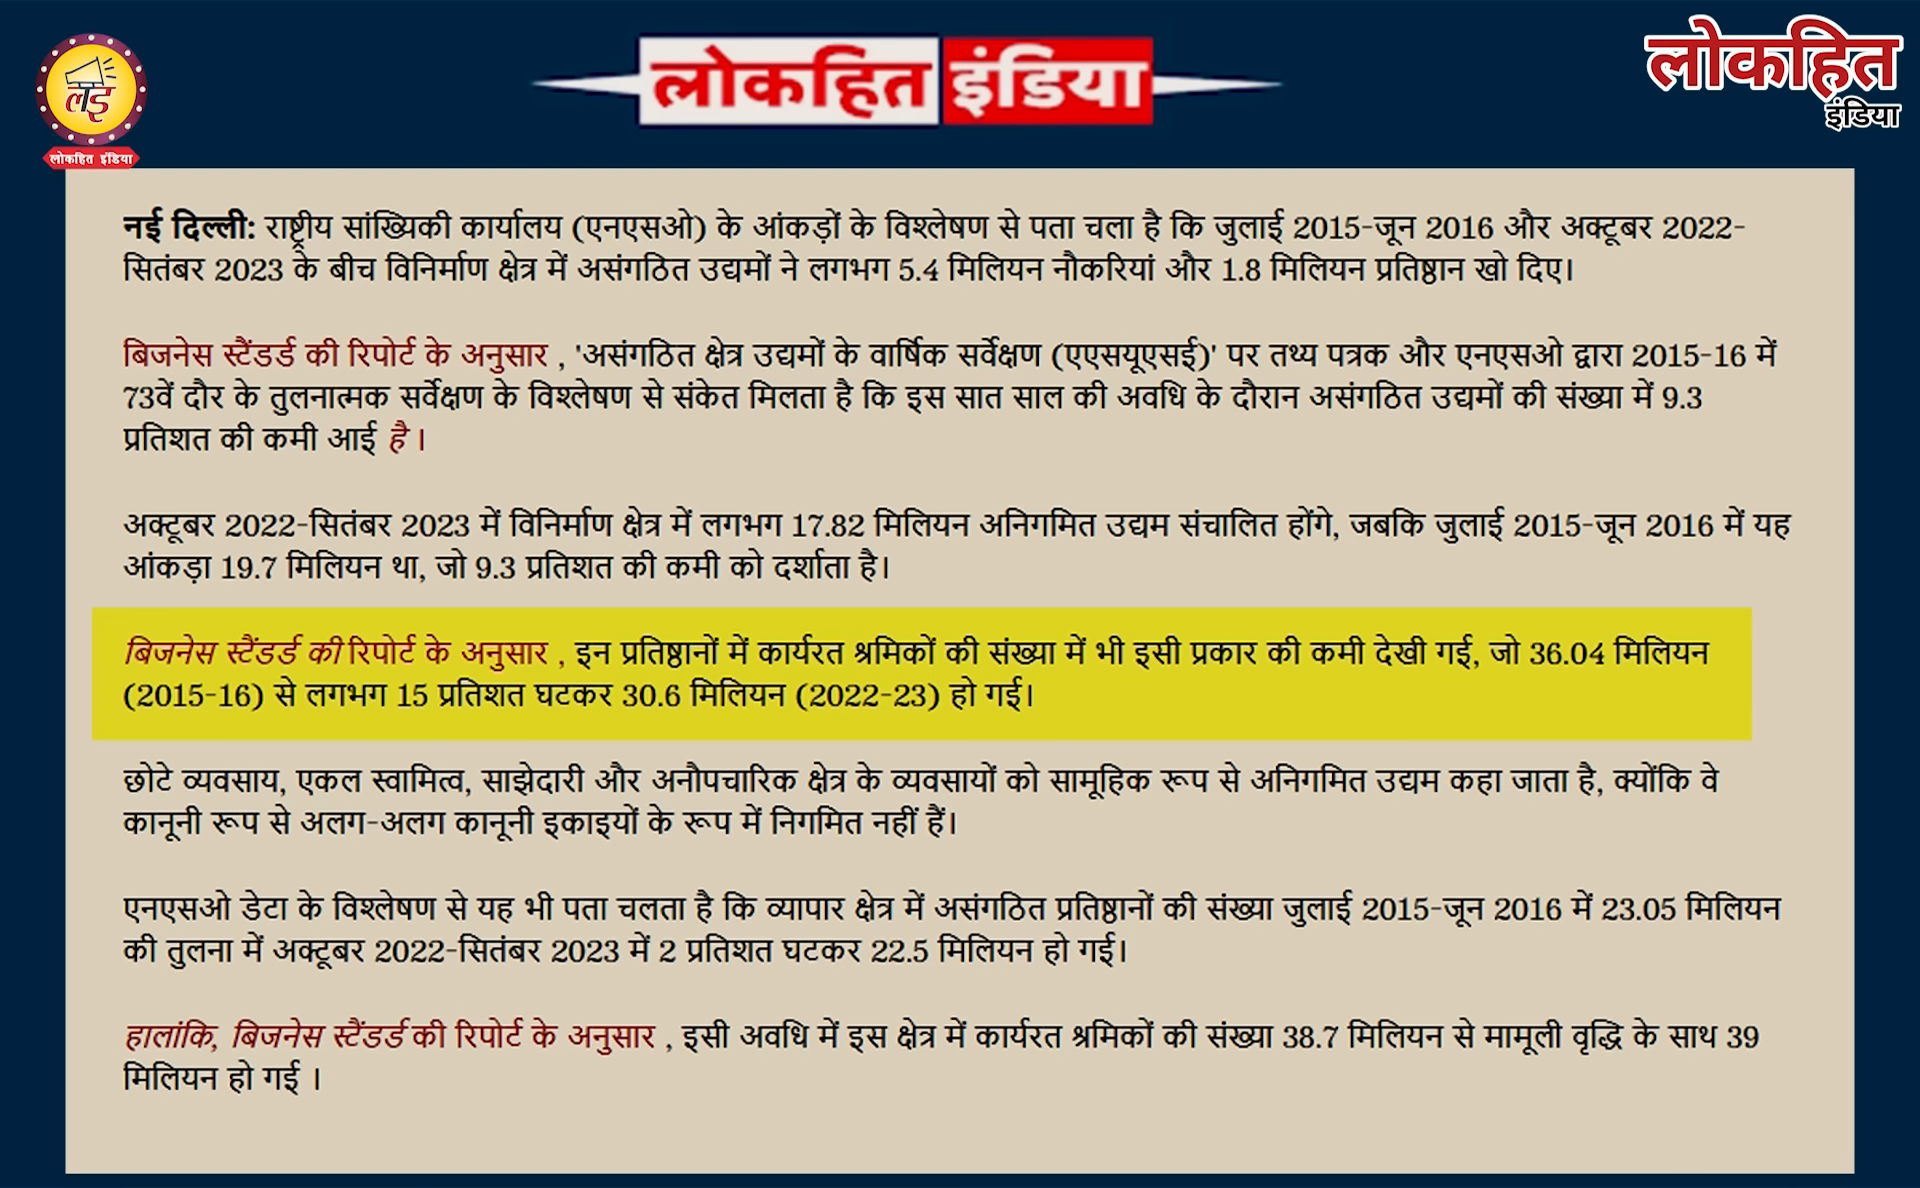 लोकहित इंडिया
लोकहित
इंडिया
लइ
लोकहित इंडिया
नई दिल्ली: राष्ट्रीय सांख्यिकी कार्यालय (एनएसओ) के आंकड़ों के विश्लेषण से पता चला है कि जुलाई 2015-जून 2016 और अक्टूबर 2022-
सितंबर 2023 के बीच विनिर्माण क्षेत्र में असंगठित उद्यमों ने लगभग 5.4 मिलियन नौकरियां और 1.8 मिलियन प्रतिष्ठान खो दिए।
बिजनेस स्टैंडर्ड की रिपोर्ट के अनुसार , 'असंगठित क्षेत्र उद्यमों के वार्षिक सर्वेक्षण (एएसयूएसई)' पर तथ्य पत्रक और एनएसओ द्वारा 2015-16 में
73वें दौर के तुलनात्मक सर्वेक्षण के विश्लेषण से संकेत मिलता है कि इस सात साल की अवधि के दौरान असंगठित उद्यमों की संख्या में 9.3
प्रतिशत की कमी आई है ।
अक्टूबर 2022-सितंबर 2023 में विनिर्माण क्षेत्र में लगभग 17.82 मिलियन अनिगमित उद्यम संचालित होंगे, जबकि जुलाई 2015-जून 2016 में यह
आंकड़ा 19.7 मिलियन था, जो 9.3 प्रतिशत की कमी को दर्शाता है।
बिजनेस स्टैंडर्ड की रिपोर्ट के अनुसार , इन प्रतिष्ठानों में कार्यरत श्रमिकों की संख्या में भी इसी प्रकार की कमी देखी गई, जो 36.04 मिलियन
(2015-16) से लगभग 15 प्रतिशत घटकर 30.6 मिलियन (2022-23) हो गई।
छोटे व्यवसाय, एकल स्वामित्व, साझेदारी और अनौपचारिक क्षेत्र के व्यवसायों को सामूहिक रूप से अनिगमित उद्यम कहा जाता है, क्योंकि वे
कानूनी रूप से अलग-अलग कानूनी इकाइयों के रूप में निगमित नहीं हैं।
एनएसओ डेटा के विश्लेषण से यह भी पता चलता है कि व्यापार क्षेत्र में असंगठित प्रतिष्ठानों की संख्या जुलाई 2015-जून 2016 में 23.05 मिलियन
की तुलना में अक्टूबर 2022-सितंबर 2023 में 2 प्रतिशत घटकर 22.5 मिलियन हो गई।
हालांकि, बिजनेस स्टैंडर्ड की रिपोर्ट के अनुसार , इसी अवधि में इस क्षेत्र में कार्यरत श्रमिकों की संख्या 38.7 मिलियन से मामूली वृद्धि के साथ 39
मिलियन हो गई ।